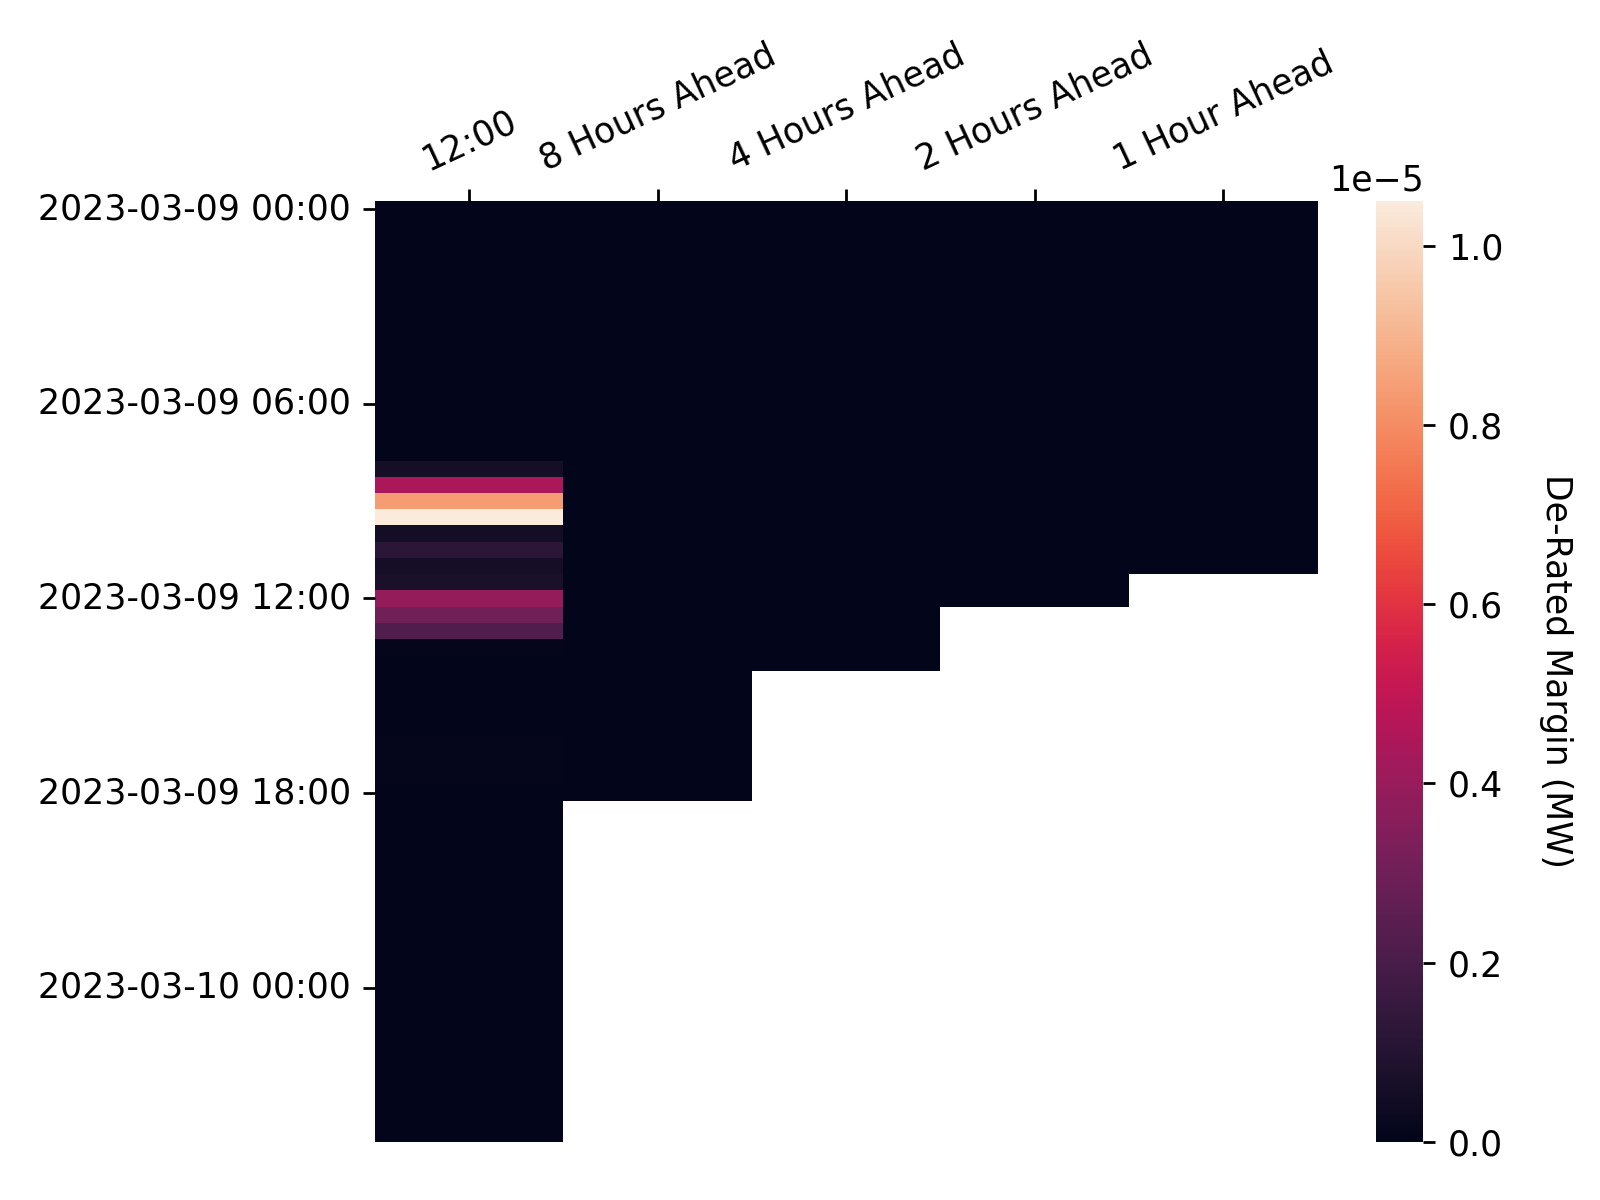 12:00
8 Hours Ahead
4 Hours Ahead
2 Hours Ahead
1 Hour Ahead
1e−5
2023-03-09 00:00
2023-03-09 06:00
2023-03-09 12:00
2023-03-09 18:00
2023-03-10 00:00
1.0
0.8
0.6
0.4
0.2
0.0
De-Rated Margin (MW)